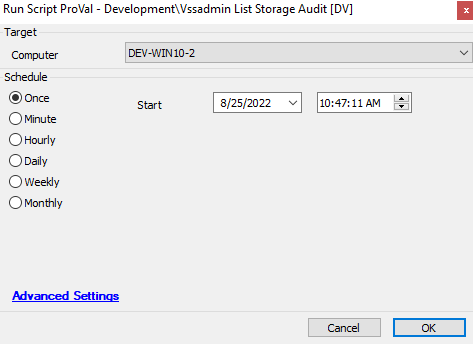 Run Script ProVal - Development\Vssadmin List Storage Audit [DV]
x
Target
Computer DEV-WIN10-2
Schedule
Once Start 8/25/2022 10:47:11 AM
Minute
Hourly
Daily
Weekly
Monthly
Advanced Settings
Cancel OK